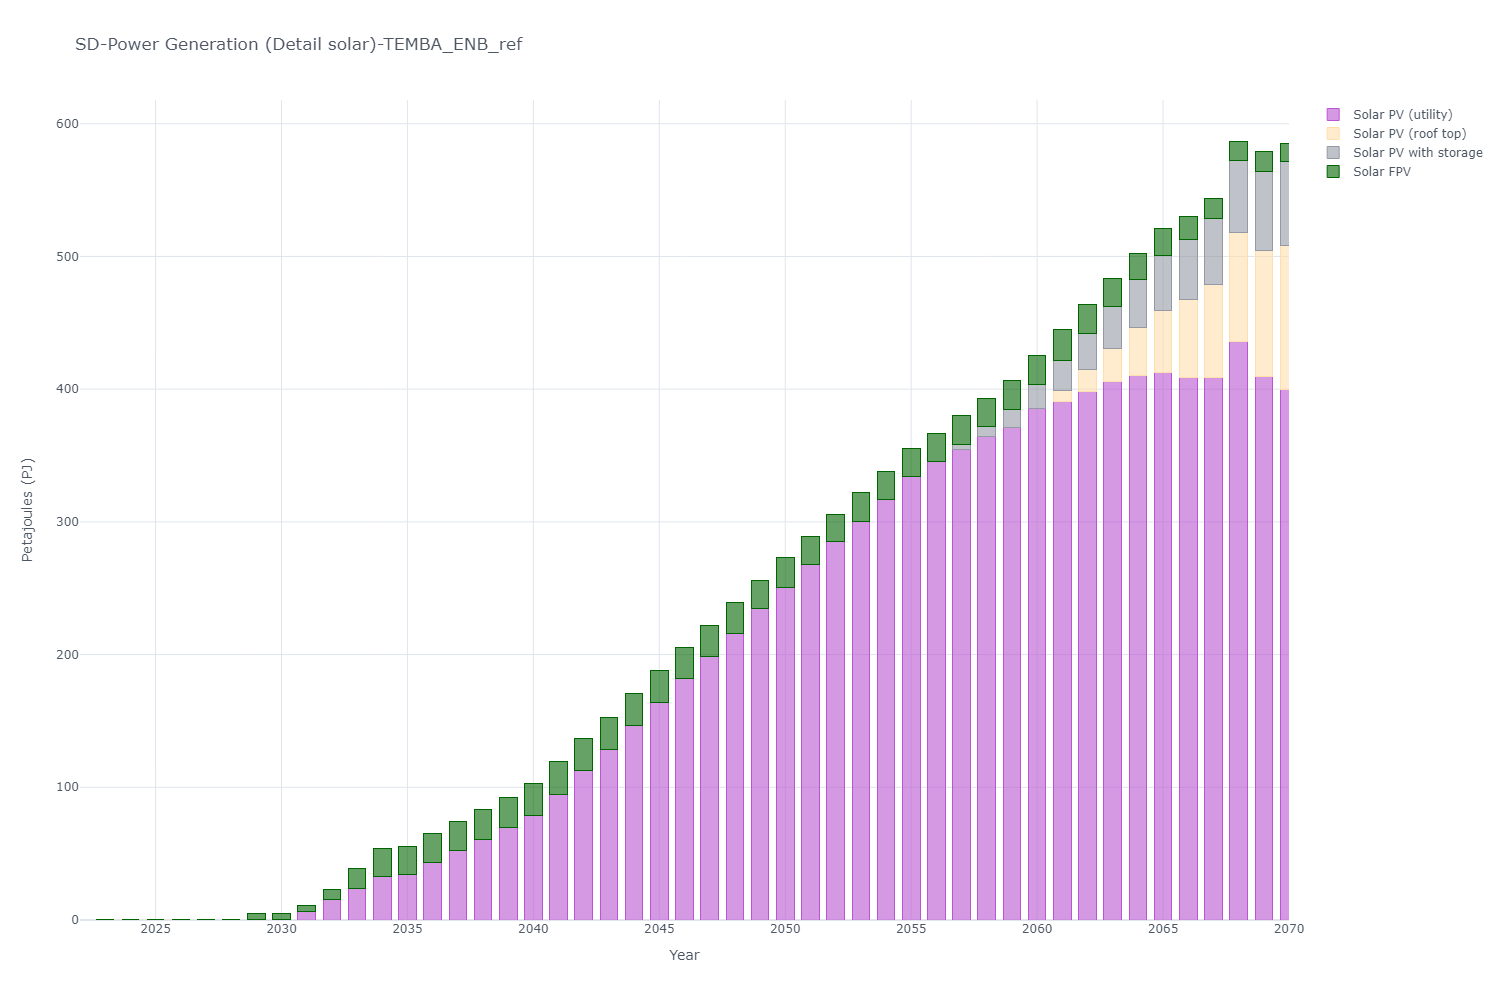 SD-Power Generation (Detail solar)-TEMBA_ENB_ref
Solar PV (utility)
Solar PV (roof top)
Solar PV with storage
Solar FPV
Petajoules (PJ)
600
500
400
300
200
100
0
2025
2030
2035
2040
2045
2050
2055
2060
2065
2070
Year